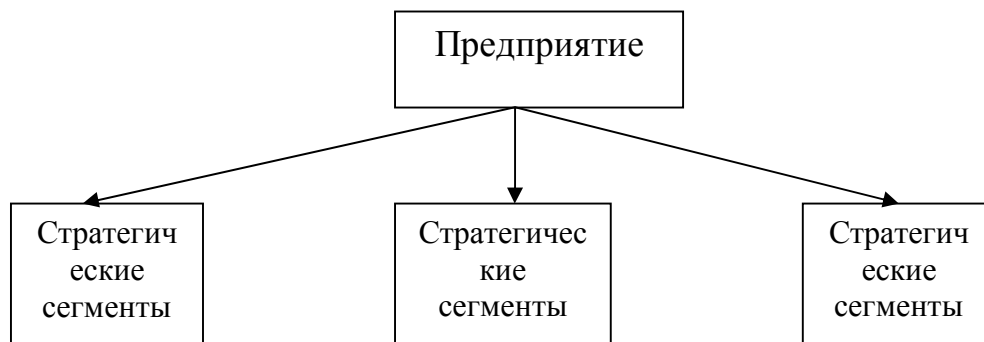 Предприятие
Стратегич
еские
сегменты
Стратегичес
кие
сегменты
Стратегич
еские
сегменты